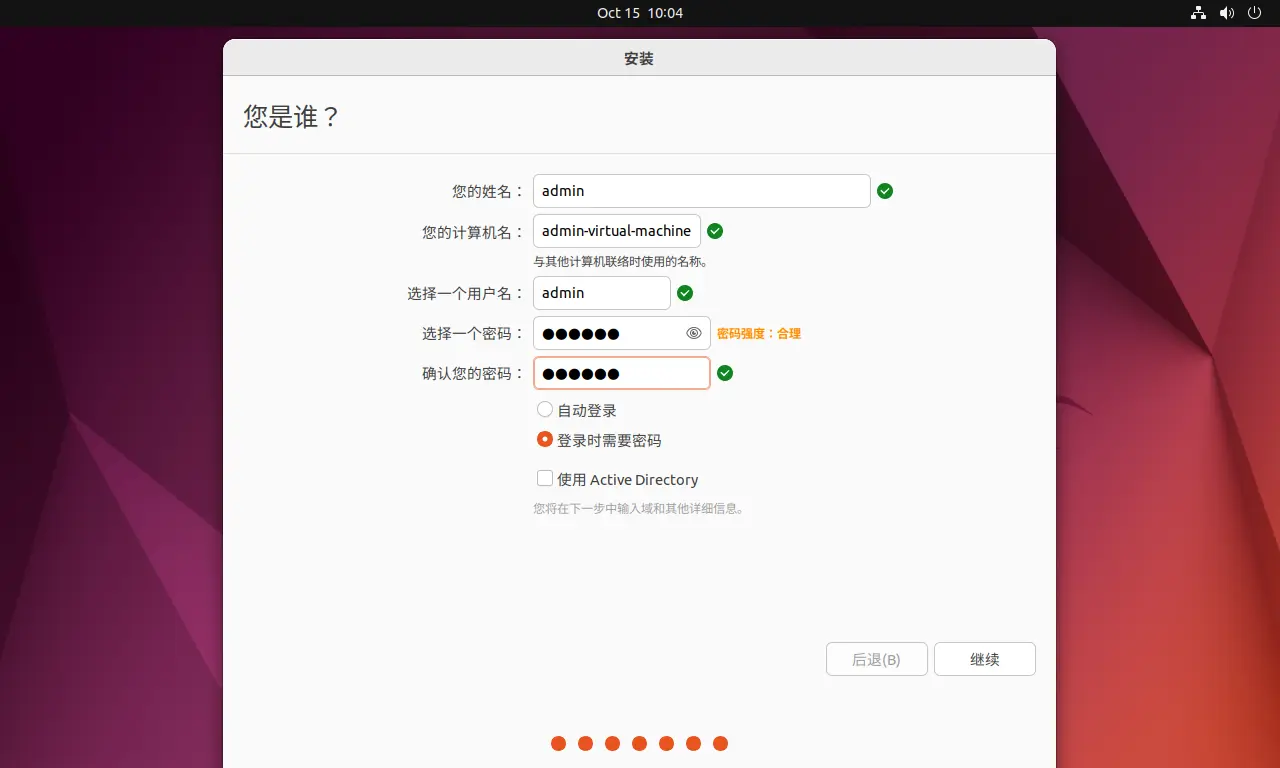 Oct 15 10:04
安装
您是谁？
您的姓名： admin
您的计算机名： admin-virtual-machine
与其他计算机联络时使用的名称。
选择一个用户名： admin
选择一个密码： ●●●●●● 密码强度：合理
确认您的密码： ●●●●●●
自动登录
登录时需要密码
使用 Active Directory
您将在下一步中输入域和其他详细信息。
后退(B) 继续